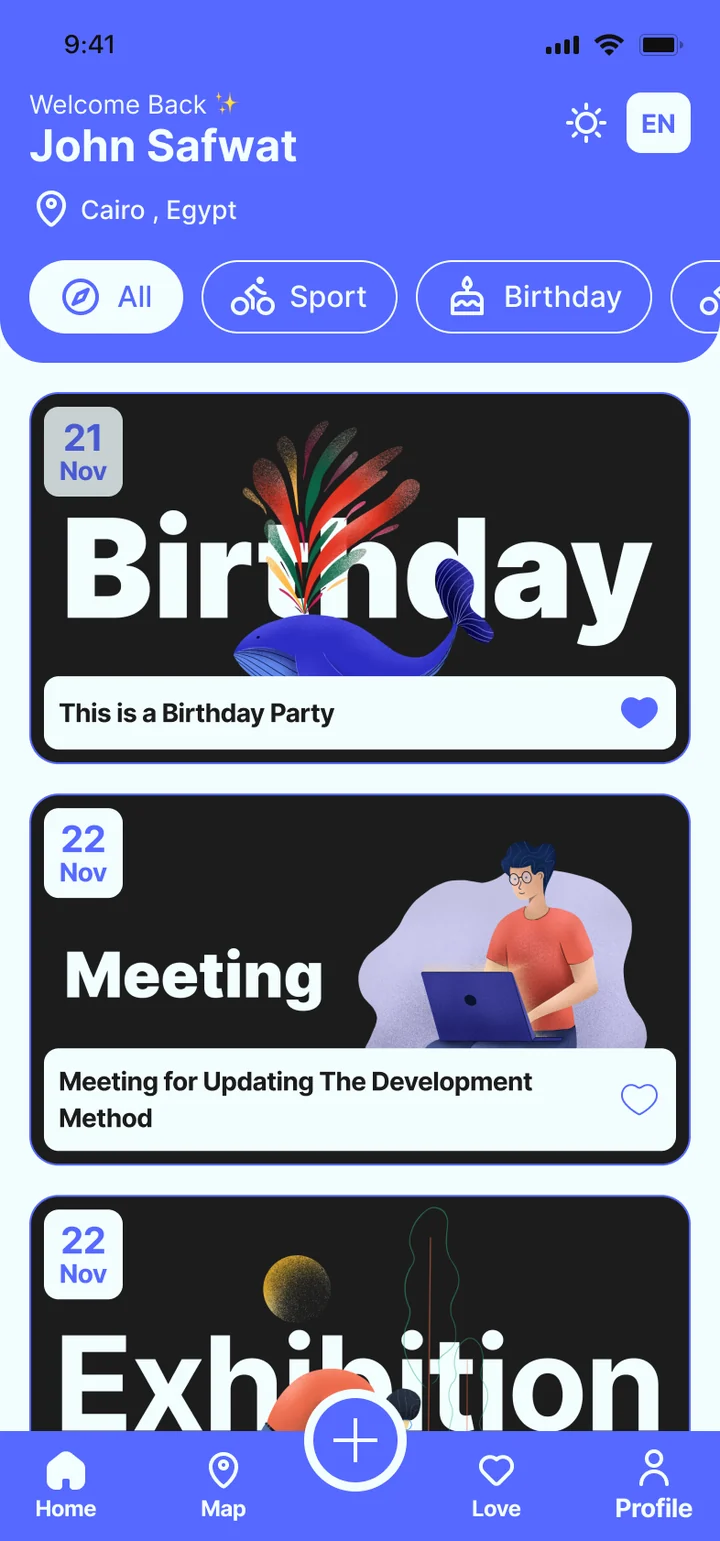 9:41
Welcome Back ✨
John Safwat
EN
Cairo , Egypt
All
Sport
Birthday
21
Nov
Birthday
This is a Birthday Party
22
Nov
Meeting
Meeting for Updating The Development
Method
22
Nov
Exhibition
Home
Map
Love
Profile